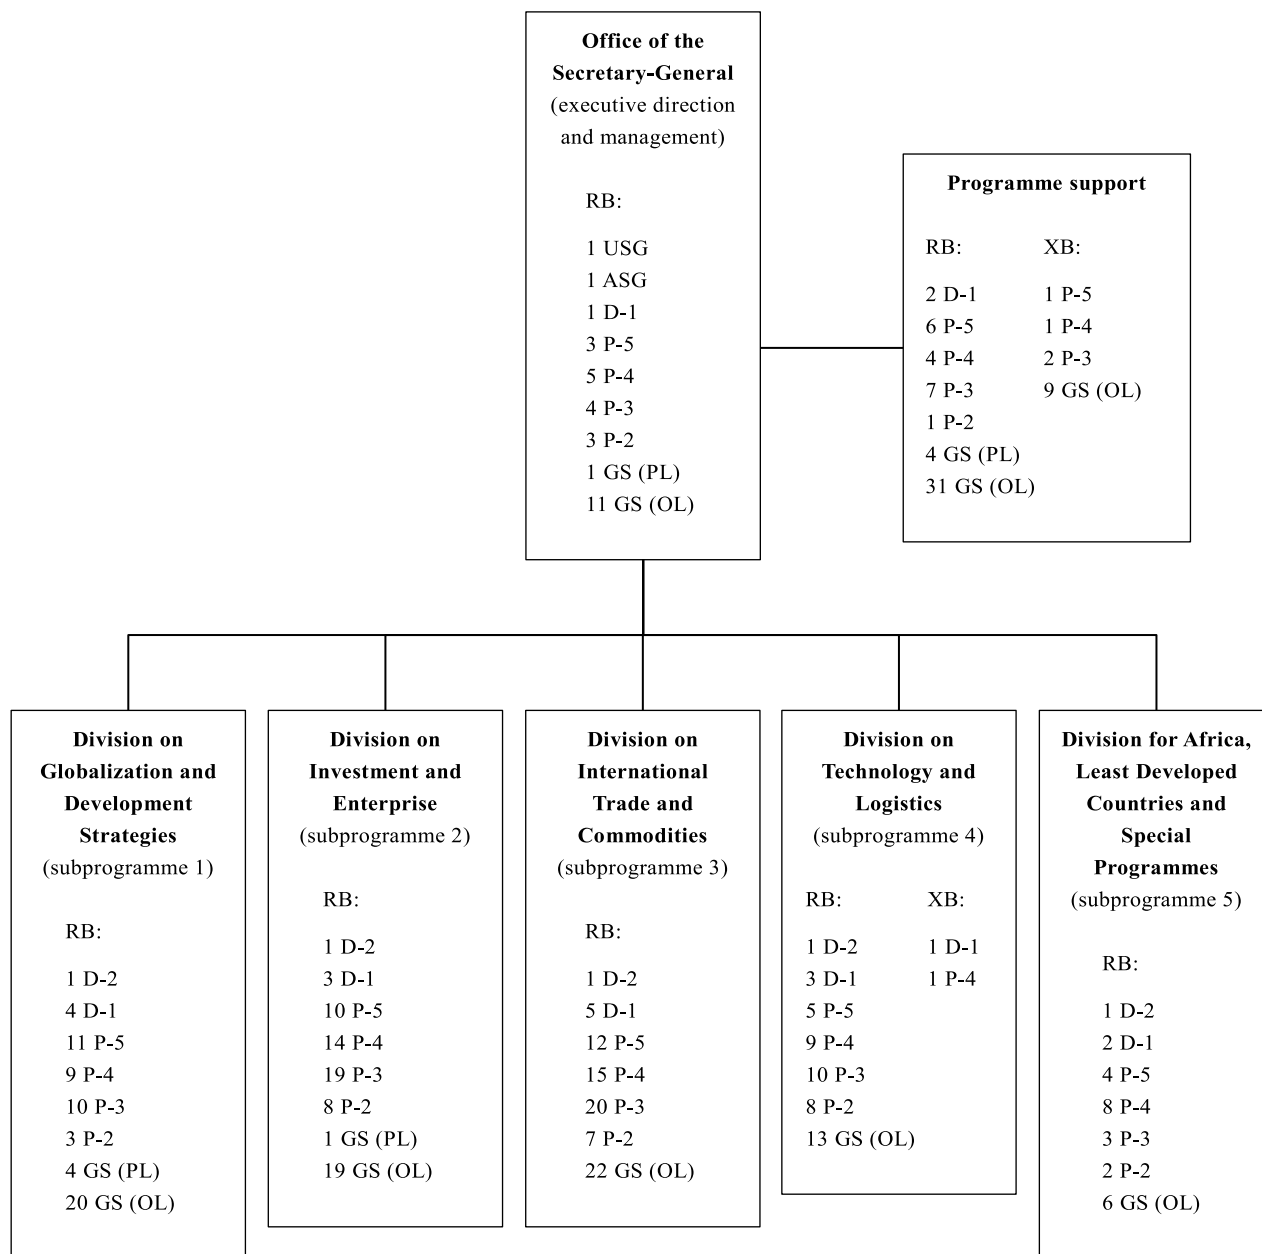 Office of the
Secretary-General
(executive direction
and management)
RB:
1 USG
1 ASG
1 D-1
3 P-5
5 P-4
4 P-3
3 P-2
1 GS (PL)
11 GS (OL)
Programme support
RB:
2 D-1
6 P-5
4 P-4
7 P-3
1 P-2
4 GS (PL)
31 GS (OL)
XB:
1 P-5
1 P-4
2 P-3
9 GS (OL)
Division on
Globalization and
Development
Strategies
(subprogramme 1)
RB:
1 D-2
4 D-1
11 P-5
9 P-4
10 P-3
3 P-2
4 GS (PL)
20 GS (OL)
Division on
Investment and
Enterprise
(subprogramme 2)
RB:
1 D-2
3 D-1
10 P-5
14 P-4
19 P-3
8 P-2
1 GS (PL)
19 GS (OL)
Division on
International
Trade and
Commodities
(subprogramme 3)
RB:
1 D-2
5 D-1
12 P-5
15 P-4
20 P-3
7 P-2
22 GS (OL)
Division on
Technology and
Logistics
(subprogramme 4)
RB:
1 D-2
3 D-1
5 P-5
9 P-4
10 P-3
8 P-2
13 GS (OL)
XB:
1 D-1
1 P-4
Division for Africa,
Least Developed
Countries and
Special
Programmes
(subprogramme 5)
RB:
1 D-2
2 D-1
4 P-5
8 P-4
3 P-3
2 P-2
6 GS (OL)